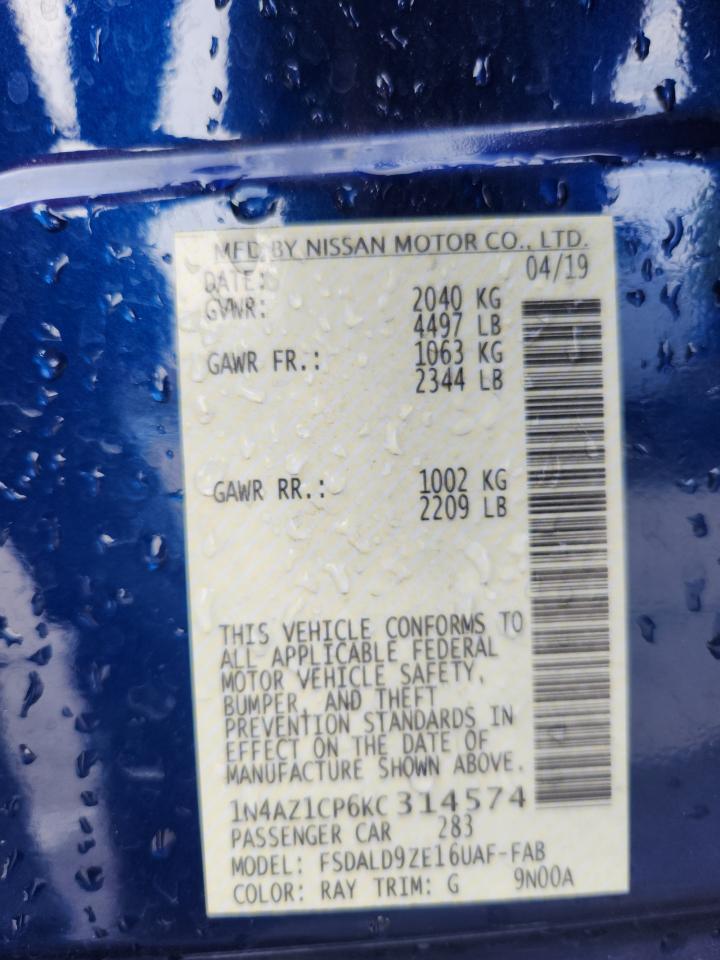 MFD BY NISSAN MOTOR CO., LTD.
DATE: 04/19
GVWR: 2040 KG
4497 LB
GAWR FR.: 1063 KG
2344 LB
GAWR RR.: 1002 KG
2209 LB
THIS VEHICLE CONFORMS TO
ALL APPLICABLE FEDERAL
MOTOR VEHICLE SAFETY,
BUMPER, AND THEFT
PREVENTION STANDARDS IN
EFFECT ON THE DATE OF
MANUFACTURE SHOWN ABOVE.
1N4AZ1CP6KC314574
PASSENGER CAR 283
MODEL: FSDALD9ZE16UAF-FAB
COLOR: RAY TRIM: G 9N00A